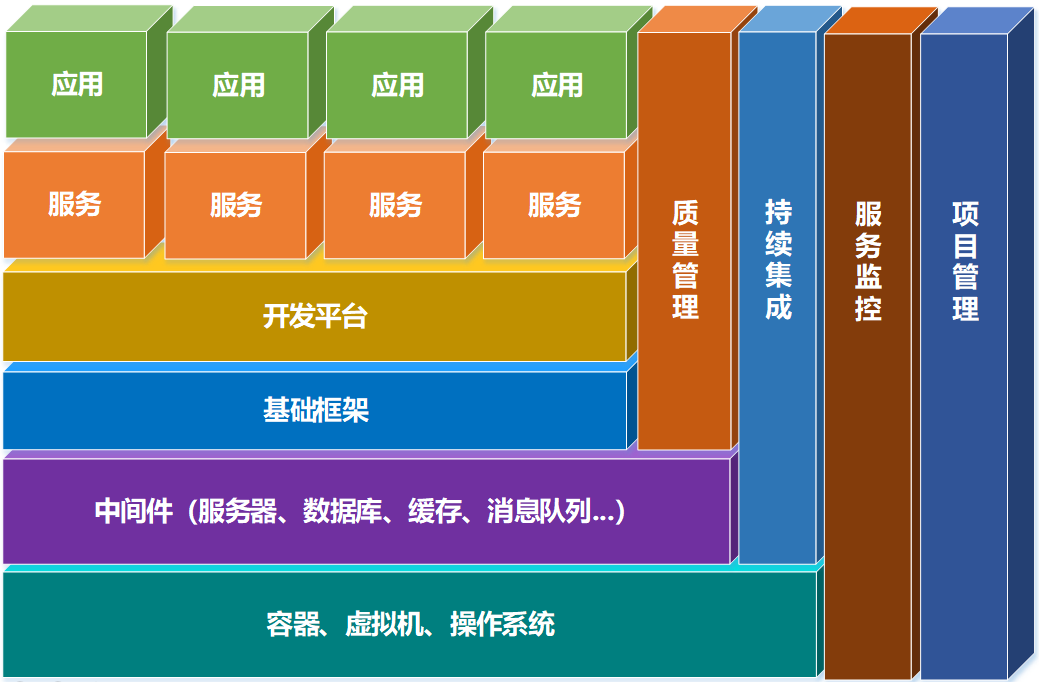 应用
应用
应用
应用
服务
服务
服务
服务
开发平台
基础框架
中间件（服务器、数据库、缓存、消息队列...）
容器、虚拟机、操作系统
质量管理
持续集成
服务监控
项目管理